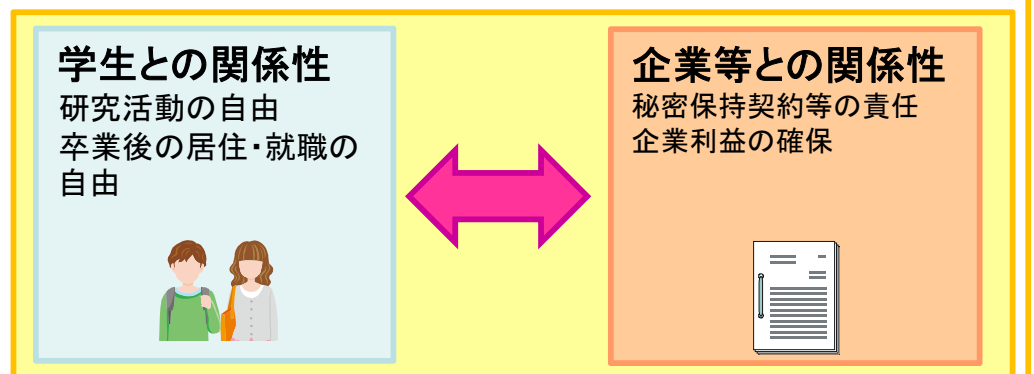 学生との関係性
研究活動の自由
卒業後の居住・就職の
自由
企業等との関係性
秘密保持契約等の責任
企業利益の確保